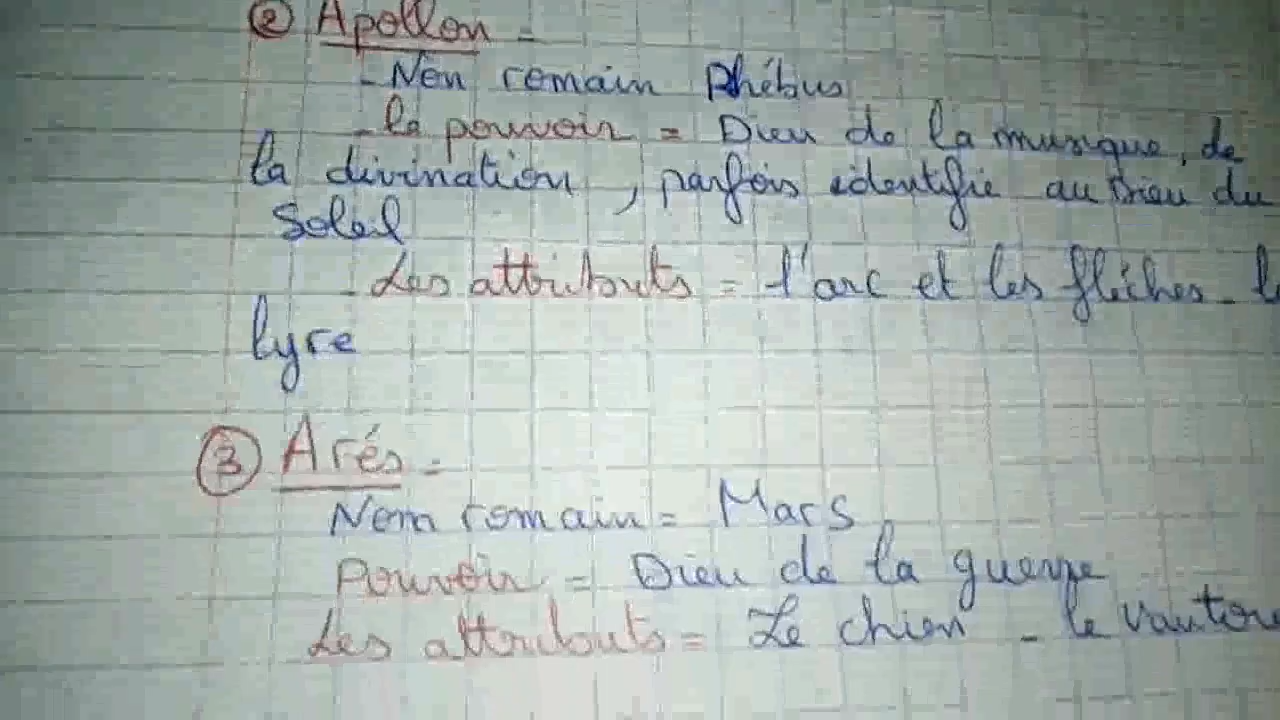 ② Apollon =
- Nom romain Phébus
- le pouvoir = Dieu de la musique, de
la divination, parfois identifié au Dieu du
Soleil
- Les attributs = l'arc et les flèches -
lyre
③ Arés =
Nom romain = Mars
Pouvoir = Dieu de la guerre
Les attributs = Le chien - le vautour